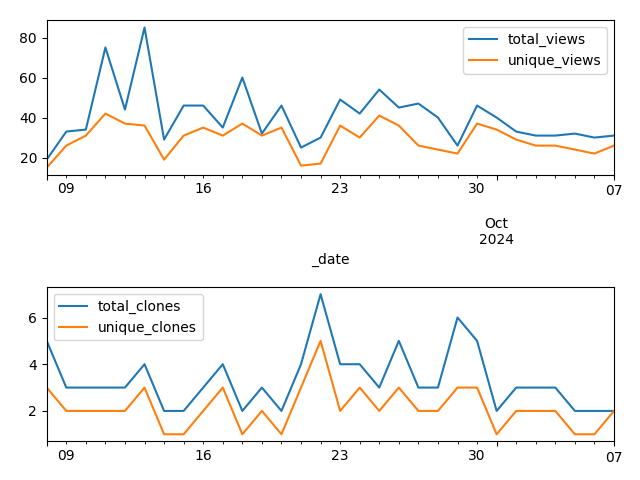 80
60
40
20
total_views
unique_views
09 16 23 30 07
Oct
2024
_date
6
4
2
total_clones
unique_clones
09 16 23 30 07